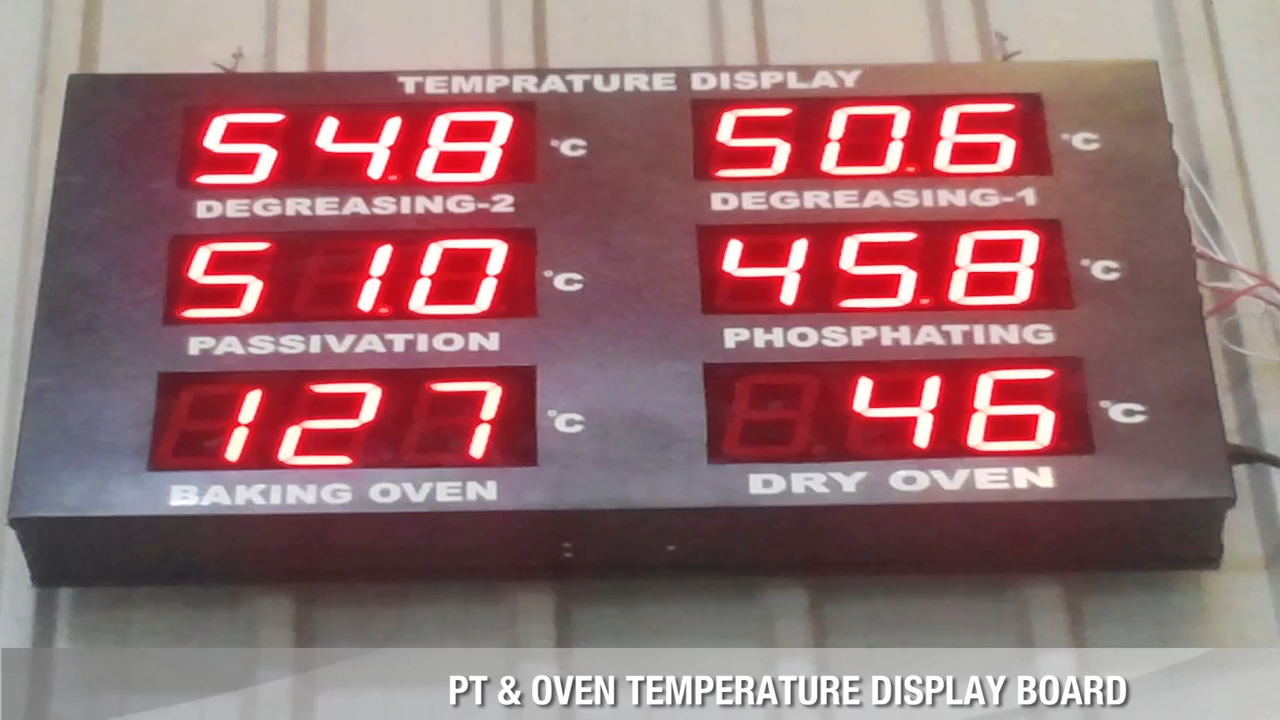 TEMPRATURE DISPLAY
54.8 °C 50.6 °C
DEGREASING-2 DEGREASING-1
51.0 °C 45.8 °C
PASSIVATION PHOSPHATING
127 °C 46 °C
BAKING OVEN DRY OVEN
PT & OVEN TEMPERATURE DISPLAY BOARD